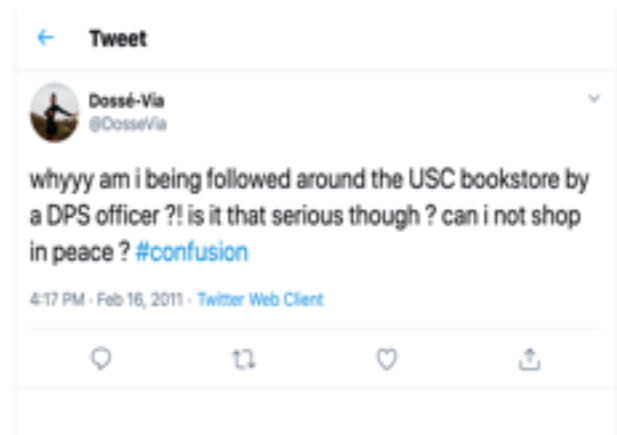 Tweet
Dossé-Via
@DosseVia
whyyy am i being followed around the USC bookstore by
a DPS officer ?! is it that serious though ? can i not shop
in peace ? #confusion
4:17 PM · Feb 16, 2011 · Twitter Web Client